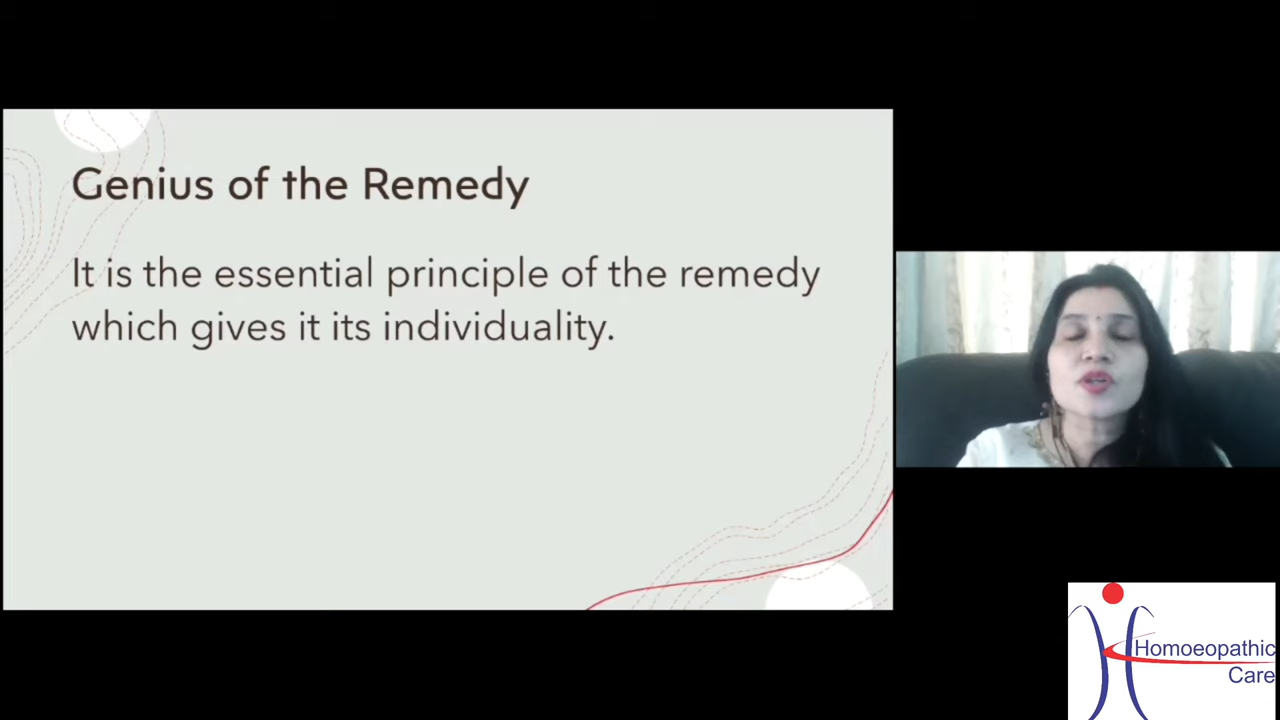 Genius of the Remedy
It is the essential principle of the remedy
which gives it its individuality.
Homoeopathic
Care